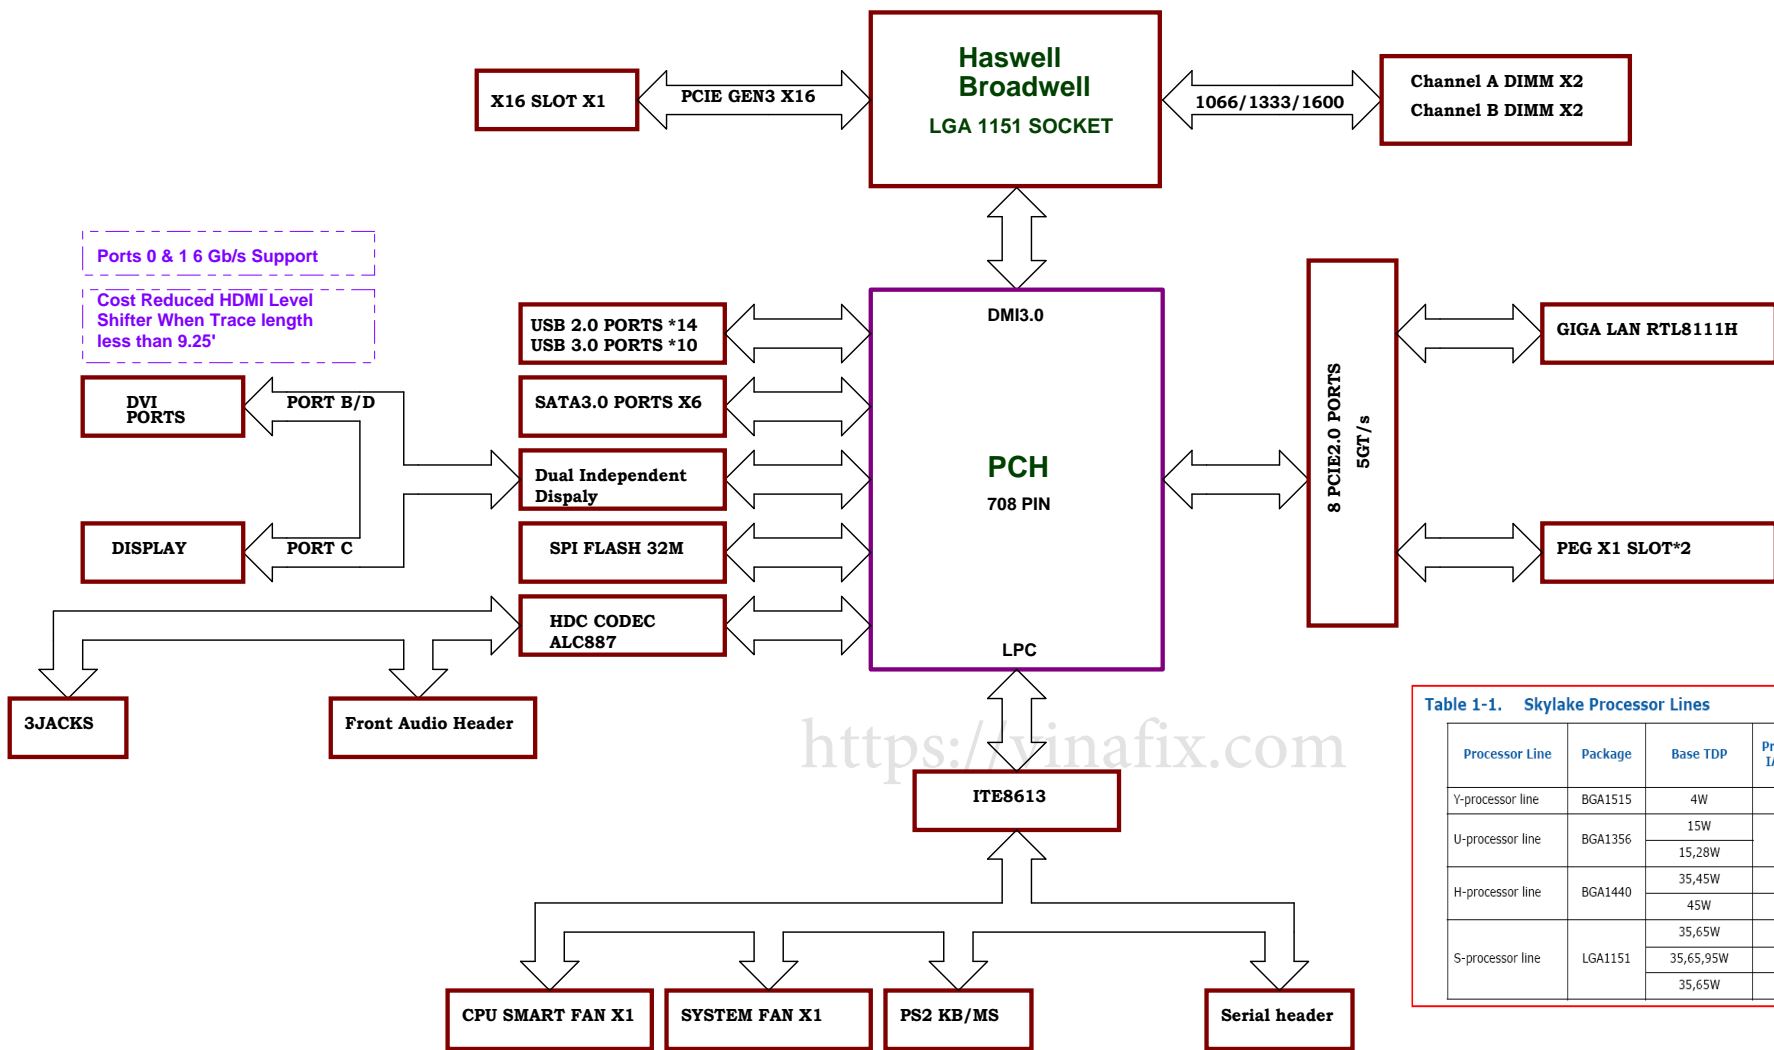 Haswell
Broadwell
LGA 1151 SOCKET
X16 SLOT X1
PCIE GEN3 X16
1066/1333/1600
Channel A DIMM X2
Channel B DIMM X2
Ports 0 & 1 6 Gb/s Support
Cost Reduced HDMI Level
Shifter When Trace length
less than 9.25'
DVI
PORTS
PORT B/D
DISPLAY
PORT C
USB 2.0 PORTS *14
USB 3.0 PORTS *10
SATA3.0 PORTS X6
Dual Independent
Dispaly
SPI FLASH 32M
HDC CODEC
ALC887
3JACKS
Front Audio Header
DMI3.0
PCH
708 PIN
LPC
8 PCIE2.0 PORTS
5GT/s
GIGA LAN RTL8111H
PEG X1 SLOT*2
https://vinafix.com
ITE8613
CPU SMART FAN X1
SYSTEM FAN X1
PS2 KB/MS
Serial header
Table 1-1. Skylake Processor Lines
Processor Line Package Base TDP
Y-processor line BGA1515 4W
U-processor line BGA1356 15W
15,28W
H-processor line BGA1440 35,45W
45W
S-processor line LGA1151 35,65W
35,65,95W
35,65W